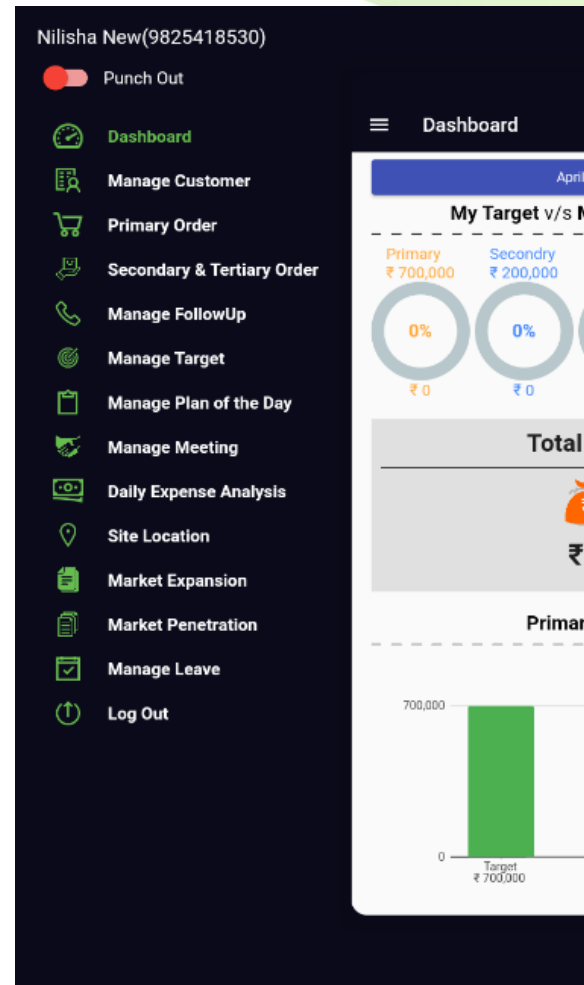 Nilisha New(9825418530)
Punch Out
Dashboard
Manage Customer
Primary Order
Secondary & Tertiary Order
Manage FollowUp
Manage Target
Manage Plan of the Day
Manage Meeting
Daily Expense Analysis
Site Location
Market Expansion
Market Penetration
Manage Leave
Log Out
Dashboard
April
My Target v/s M
Primary Secondry
₹ 700,000 ₹ 200,000
0% 0%
₹ 0 ₹ 0
Total
₹
Primar
700,000
0
Target
₹ 700,000